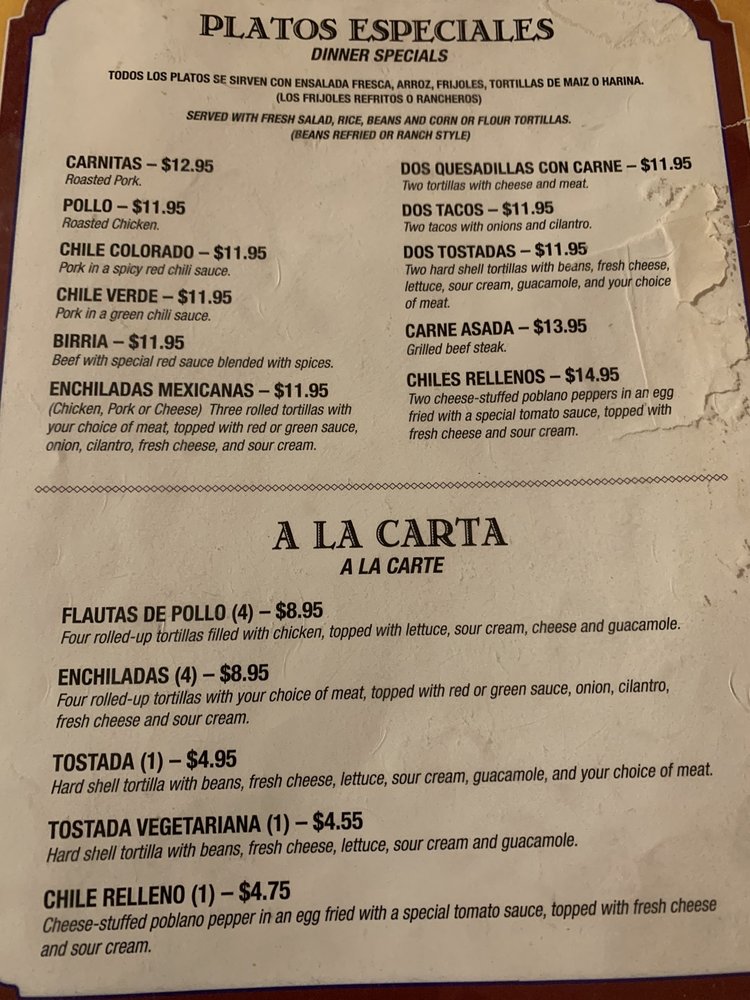 PLATOS ESPECIALES
DINNER SPECIALS
TODOS LOS PLATOS SE SIRVEN CON ENSALADA FRESCA, ARROZ, FRIJOLES, TORTILLAS DE MAIZ O HARINA.
(LOS FRIJOLES REFRITOS O RANCHEROS)
SERVED WITH FRESH SALAD, RICE, BEANS AND CORN OR FLOUR TORTILLAS.
(BEANS REFRIED OR RANCH STYLE)
CARNITAS – $12.95
Roasted Pork.
POLLO – $11.95
Roasted Chicken.
CHILE COLORADO – $11.95
Pork in a spicy red chili sauce.
CHILE VERDE – $11.95
Pork in a green chili sauce.
BIRRIA – $11.95
Beef with special red sauce blended with spices.
ENCHILADAS MEXICANAS – $11.95
(Chicken, Pork or Cheese) Three rolled tortillas with
your choice of meat, topped with red or green sauce,
onion, cilantro, fresh cheese, and sour cream.
DOS QUESADILLAS CON CARNE – $11.95
Two tortillas with cheese and meat.
DOS TACOS – $11.95
Two tacos with onions and cilantro.
DOS TOSTADAS – $11.95
Two hard shell tortillas with beans, fresh cheese,
lettuce, sour cream, guacamole, and your choice
of meat.
CARNE ASADA – $13.95
Grilled beef steak.
CHILES RELLENOS – $14.95
Two cheese-stuffed poblano peppers in an egg
fried with a special tomato sauce, topped with
fresh cheese and sour cream.
A LA CARTA
A LA CARTE
FLAUTAS DE POLLO (4) – $8.95
Four rolled-up tortillas filled with chicken, topped with lettuce, sour cream, cheese and guacamole.
ENCHILADAS (4) – $8.95
Four rolled-up tortillas with your choice of meat, topped with red or green sauce, onion, cilantro,
fresh cheese and sour cream.
TOSTADA (1) – $4.95
Hard shell tortilla with beans, fresh cheese, lettuce, sour cream, guacamole, and your choice of meat.
TOSTADA VEGETARIANA (1) – $4.55
Hard shell tortilla with beans, fresh cheese, lettuce, sour cream and guacamole.
CHILE RELLENO (1) – $4.75
Cheese-stuffed poblano pepper in an egg fried with a special tomato sauce, topped with fresh cheese
and sour cream.